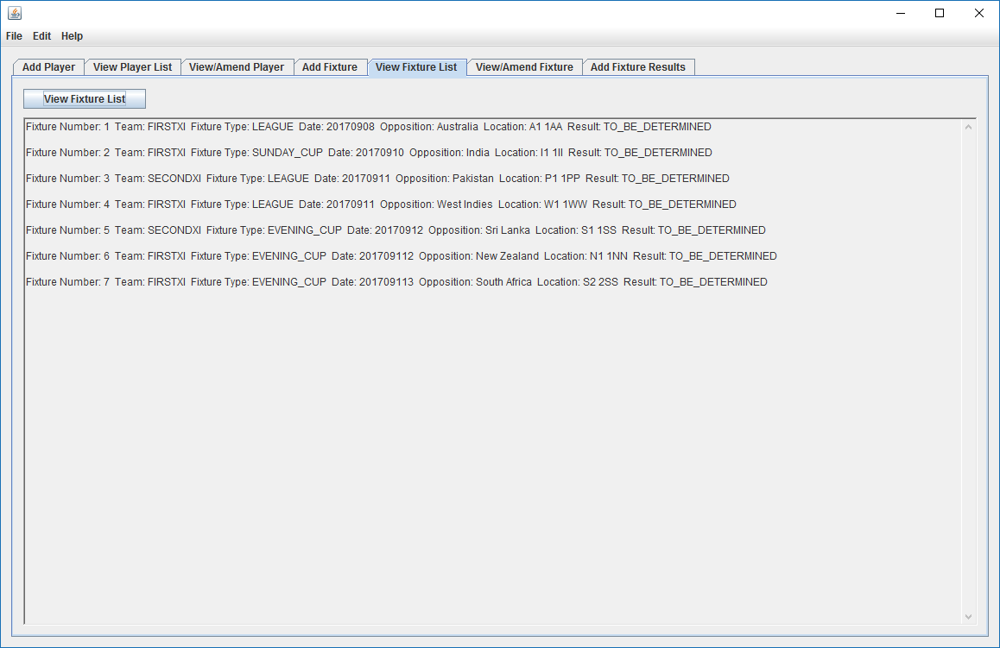 File Edit Help
Add Player View Player List View/Amend Player Add Fixture View Fixture List View/Amend Fixture Add Fixture Results
View Fixture List
Fixture Number: 1 Team: FIRSTXI Fixture Type: LEAGUE Date: 20170908 Opposition: Australia Location: A1 1AA Result: TO_BE_DETERMINED
Fixture Number: 2 Team: FIRSTXI Fixture Type: SUNDAY_CUP Date: 20170910 Opposition: India Location: I1 1II Result: TO_BE_DETERMINED
Fixture Number: 3 Team: SECONDXI Fixture Type: LEAGUE Date: 20170911 Opposition: Pakistan Location: P1 1PP Result: TO_BE_DETERMINED
Fixture Number: 4 Team: FIRSTXI Fixture Type: LEAGUE Date: 20170911 Opposition: West Indies Location: W1 1WW Result: TO_BE_DETERMINED
Fixture Number: 5 Team: SECONDXI Fixture Type: EVENING_CUP Date: 20170912 Opposition: Sri Lanka Location: S1 1SS Result: TO_BE_DETERMINED
Fixture Number: 6 Team: FIRSTXI Fixture Type: EVENING_CUP Date: 201709112 Opposition: New Zealand Location: N1 1NN Result: TO_BE_DETERMINED
Fixture Number: 7 Team: FIRSTXI Fixture Type: EVENING_CUP Date: 201709113 Opposition: South Africa Location: S2 2SS Result: TO_BE_DETERMINED